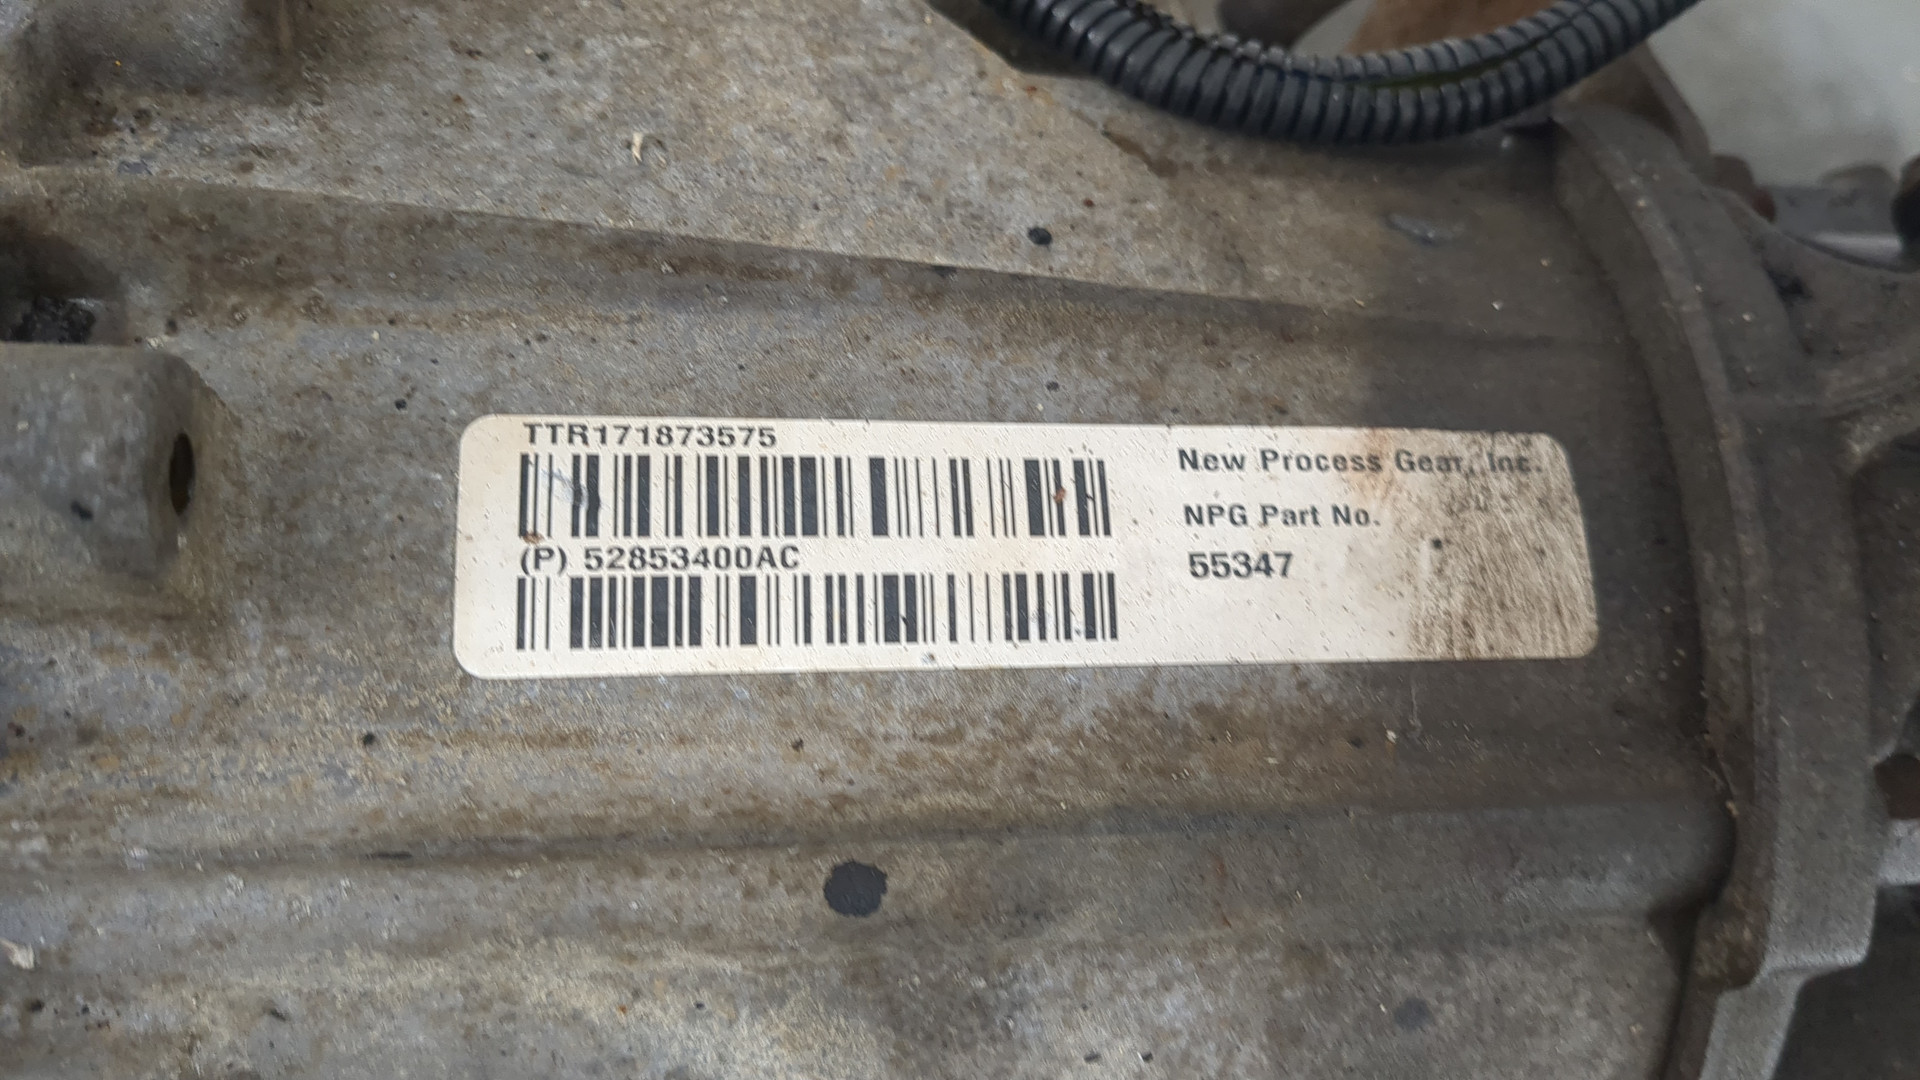 TTR171873575
(P) 52853400AC
New Process Gear, Inc.
NPG Part No.
55347